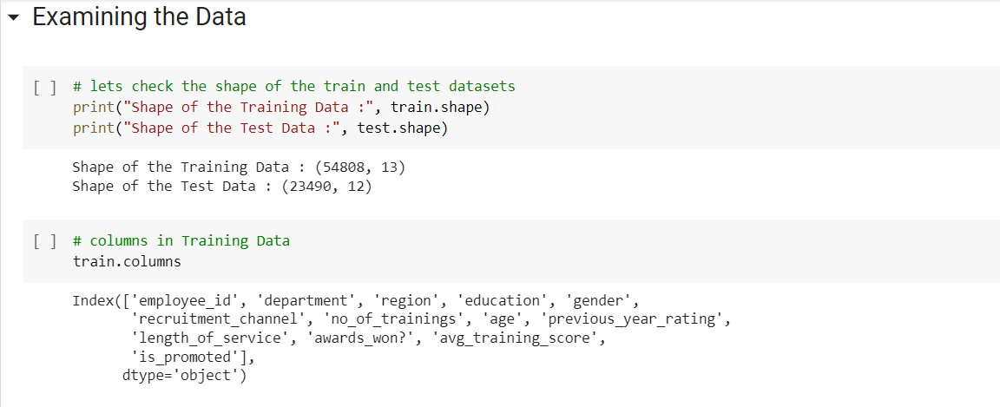 Examining the Data
[ ] # lets check the shape of the train and test datasets
print("Shape of the Training Data :", train.shape)
print("Shape of the Test Data :", test.shape)
Shape of the Training Data : (54808, 13)
Shape of the Test Data : (23490, 12)
[ ] # columns in Training Data
train.columns
Index(['employee_id', 'department', 'region', 'education', 'gender',
'recruitment_channel', 'no_of_trainings', 'age', 'previous_year_rating',
'length_of_service', 'awards_won?', 'avg_training_score',
'is_promoted'],
dtype='object')